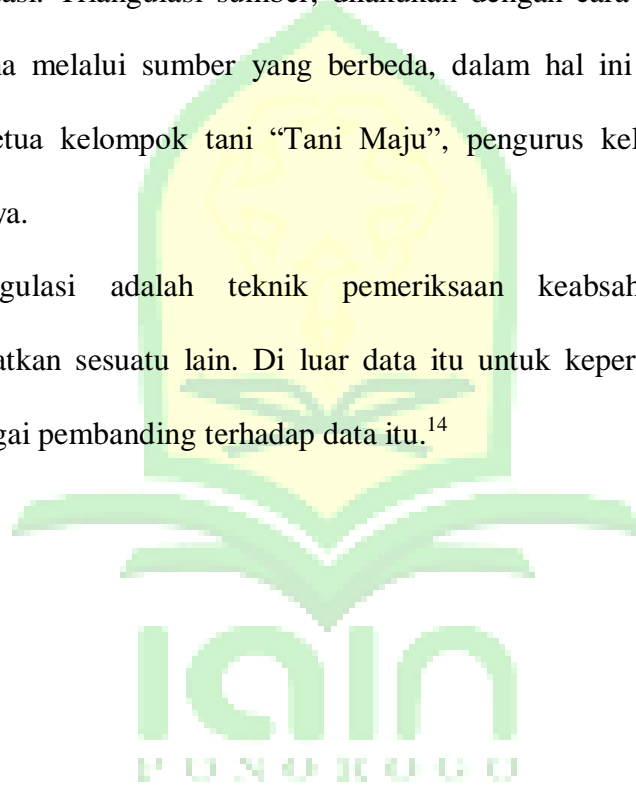 asi. Triangulasi sumber, dilakukan dengan cara
na melalui sumber yang berbeda, dalam hal ini
etua kelompok tani “Tani Maju”, pengurus kel
ya.
gulasi adalah teknik pemeriksaan keabsah
atkan sesuatu lain. Di luar data itu untuk keper
gai pembanding terhadap data itu.14
iain
PONOROGO